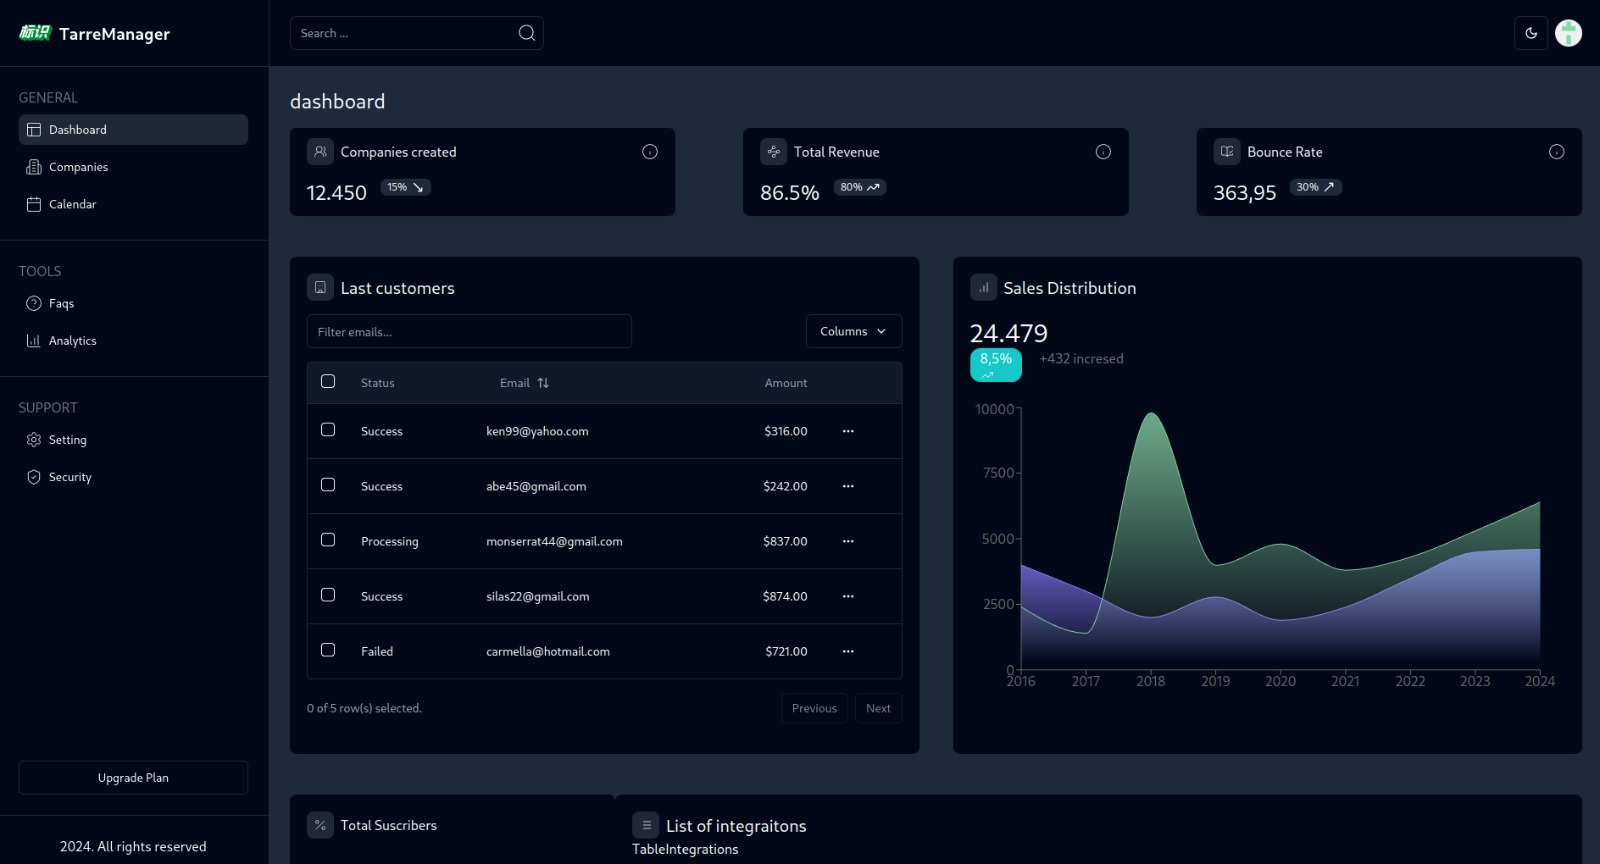 标识 TarreManager
Search ...
GENERAL
Dashboard
Companies
Calendar
TOOLS
Faqs
Analytics
SUPPORT
Setting
Security
Upgrade Plan
2024. All rights reserved
dashboard
Companies created
12.450 15%
Total Revenue
86.5% 80%
Bounce Rate
363,95 30%
Last customers
Filter emails...
Columns
Status Email Amount
Success ken99@yahoo.com $316.00
Success abe45@gmail.com $242.00
Processing monserrat44@gmail.com $837.00
Success silas22@gmail.com $874.00
Failed carmella@hotmail.com $721.00
0 of 5 row(s) selected.
Previous Next
Sales Distribution
24.479
8,5% +432 incresed
10000
7500
5000
2500
0
2016 2017 2018 2019 2020 2021 2022 2023 2024
Total Suscribers
List of integraitons
TableIntegrations